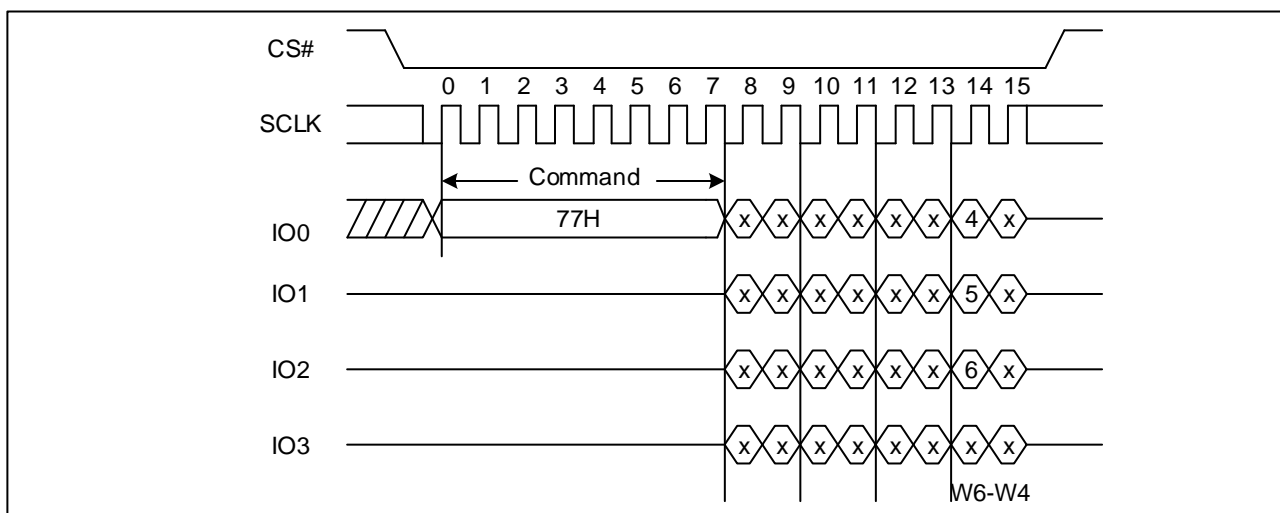 CS#
0 1 2 3 4 5 6 7 8 9 10 11 12 13 14 15
SCLK
Command
IO0 77H x x x x x x 4 x
IO1 x x x x x x 5 x
IO2 x x x x x x 6 x
IO3 x x x x x x x x
W6-W4